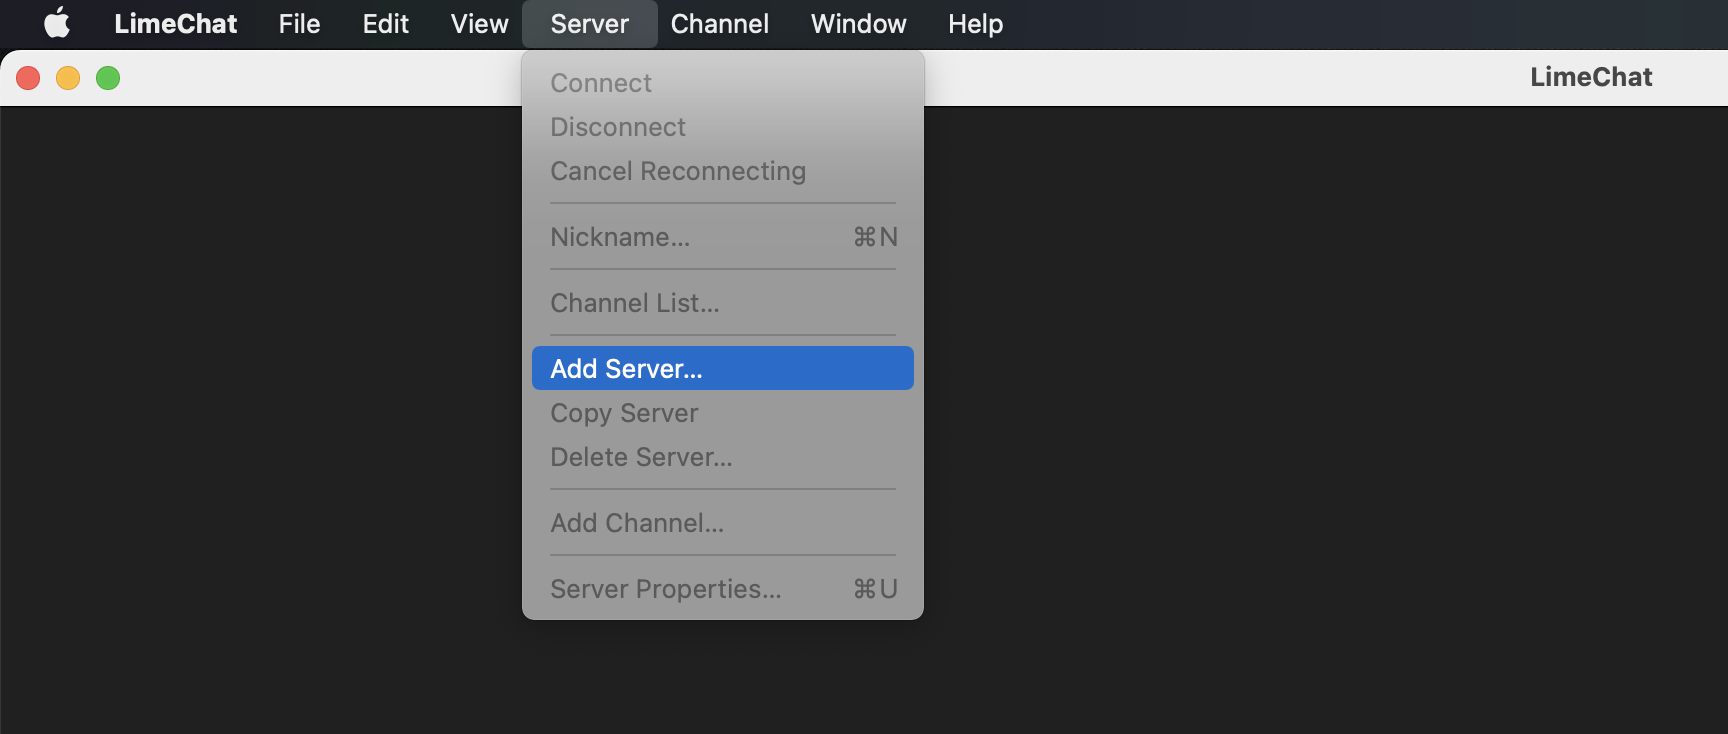 LimeChat File Edit View Server Channel Window Help
LimeChat
Connect
Disconnect
Cancel Reconnecting
Nickname... ⌘N
Channel List...
Add Server...
Copy Server
Delete Server...
Add Channel...
Server Properties... ⌘U